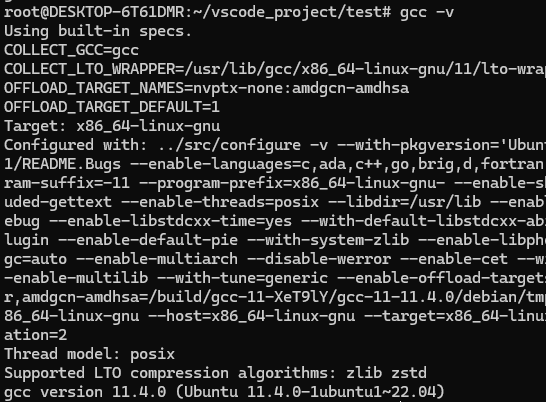 root@DESKTOP-6T61DMR:~/vscode_project/test# gcc -v
Using built-in specs.
COLLECT_GCC=gcc
COLLECT_LTO_WRAPPER=/usr/lib/gcc/x86_64-linux-gnu/11/lto-wrap
OFFLOAD_TARGET_NAMES=nvptx-none:amdgcn-amdhsa
OFFLOAD_TARGET_DEFAULT=1
Target: x86_64-linux-gnu
Configured with: ../src/configure -v --with-pkgversion='Ubunt
1/README.Bugs --enable-languages=c,ada,c++,go,brig,d,fortran
ram-suffix=-11 --program-prefix=x86_64-linux-gnu- --enable-sh
uded-gettext --enable-threads=posix --libdir=/usr/lib --enabl
ebug --enable-libstdcxx-time=yes --with-default-libstdcxx-abi
lugin --enable-default-pie --with-system-zlib --enable-libpho
gc=auto --enable-multiarch --disable-werror --enable-cet --wi
-enable-multilib --with-tune=generic --enable-offload-targets
r,amdgcn-amdhsa=/build/gcc-11-XeT9lY/gcc-11-11.4.0/debian/tmp
86_64-linux-gnu --host=x86_64-linux-gnu --target=x86_64-linux
ation=2
Thread model: posix
Supported LTO compression algorithms: zlib zstd
gcc version 11.4.0 (Ubuntu 11.4.0-1ubuntu1~22.04)